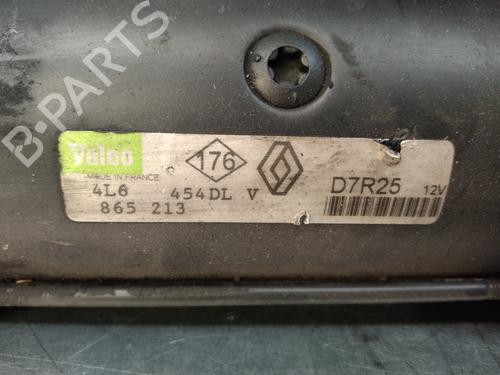 B-PARTS
Valeo
MADE IN FRANCE
176
4L6 454DL V
865 213
D7R25
12V